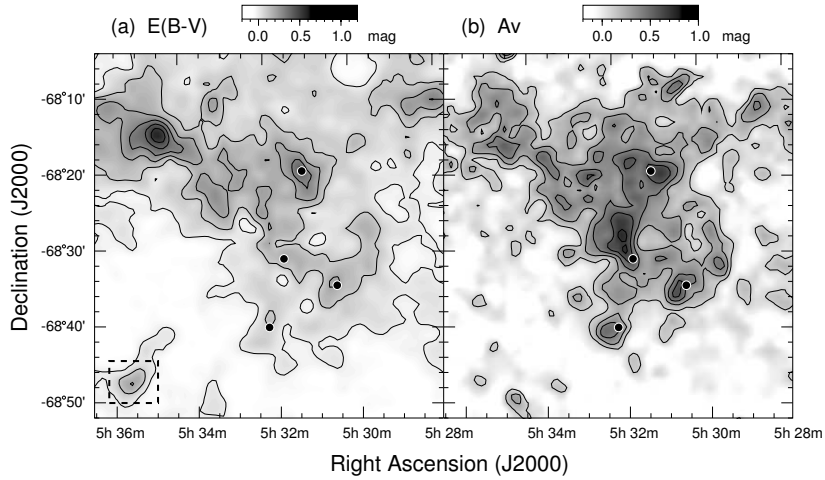 0.0 0.5 1.0 mag
0.0 0.5 1.0 mag
(a) E(B-V)
(b) Av
-68°10'
-68°20'
-68°30'
-68°40'
-68°50'
Declination (J2000)
5h 36m 5h 34m 5h 32m 5h 30m 5h 28m
5h 36m 5h 34m 5h 32m 5h 30m 5h 28m
Right Ascension (J2000)